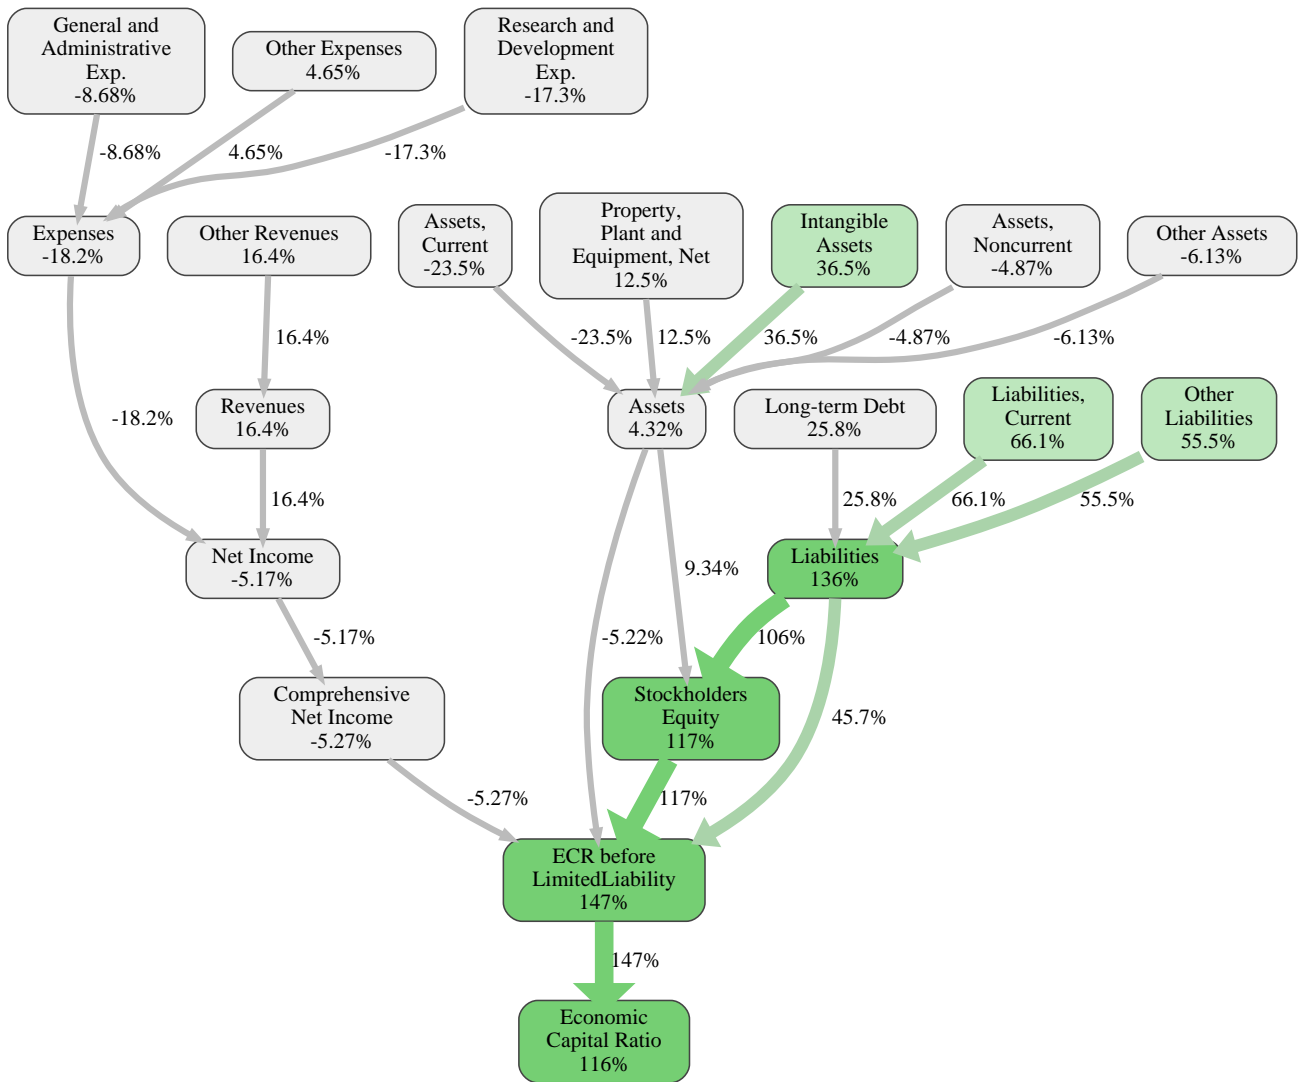 General and
Administrative
Exp.
-8.68%
Other Expenses
4.65%
Research and
Development
Exp.
-17.3%
-8.68%
4.65%
-17.3%
Expenses
-18.2%
Other Revenues
16.4%
Assets,
Current
-23.5%
Property,
Plant and
Equipment, Net
12.5%
Intangible
Assets
36.5%
Assets,
Noncurrent
-4.87%
Other Assets
-6.13%
16.4%
-23.5%
12.5%
36.5%
-4.87%
-6.13%
-18.2%
Revenues
16.4%
Assets
4.32%
Long-term Debt
25.8%
Liabilities,
Current
66.1%
Other
Liabilities
55.5%
16.4%
25.8%
66.1%
55.5%
Net Income
-5.17%
9.34%
Liabilities
136%
-5.17%
-5.22%
106%
Comprehensive
Net Income
-5.27%
Stockholders
Equity
117%
45.7%
-5.27%
117%
ECR before
LimitedLiability
147%
147%
Economic
Capital Ratio
116%